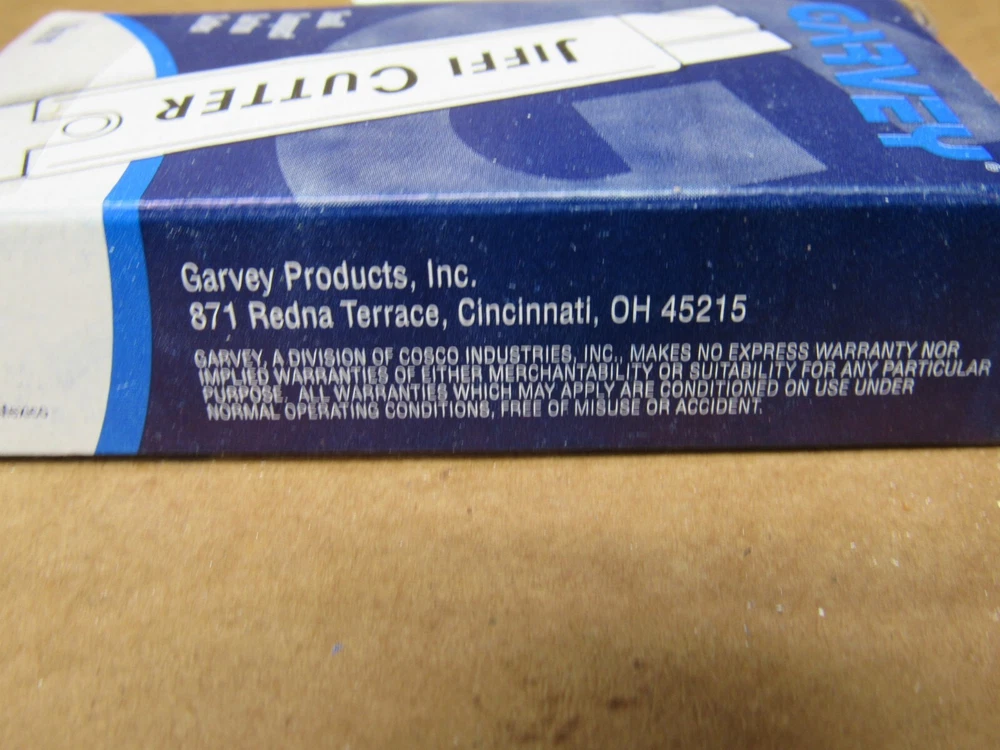 JIFFI CUTTER
GARVEY
Garvey Products, Inc.
871 Redna Terrace, Cincinnati, OH 45215
GARVEY, A DIVISION OF COSCO INDUSTRIES, INC., MAKES NO EXPRESS WARRANTY NOR
IMPLIED WARRANTIES OF EITHER MERCHANTABILITY OR SUITABILITY FOR ANY PARTICULAR
PURPOSE, ALL WARRANTIES WHICH MAY APPLY ARE CONDITIONED ON USE UNDER
NORMAL OPERATING CONDITIONS, FREE OF MISUSE OR ACCIDENT.